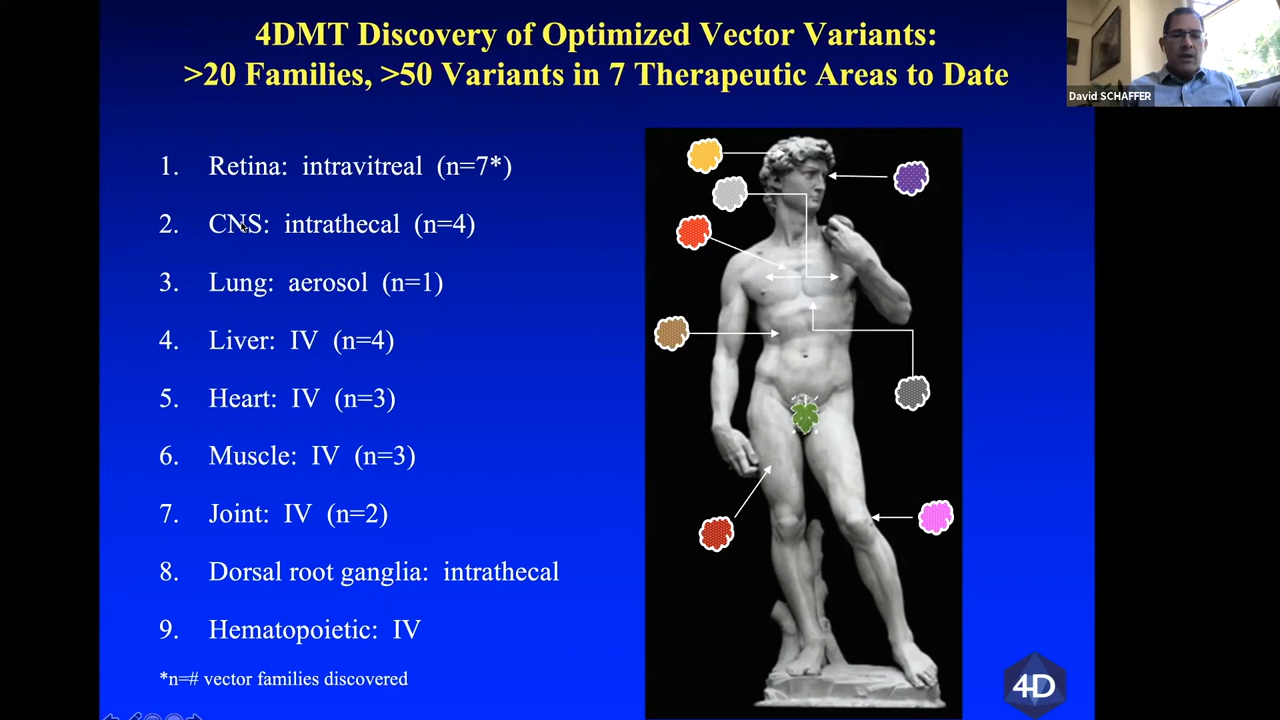 4DMT Discovery of Optimized Vector Variants:
>20 Families, >50 Variants in 7 Therapeutic Areas to Date
David SCHAFFER
1. Retina: intravitreal (n=7*)
2. CNS: intrathecal (n=4)
3. Lung: aerosol (n=1)
4. Liver: IV (n=4)
5. Heart: IV (n=3)
6. Muscle: IV (n=3)
7. Joint: IV (n=2)
8. Dorsal root ganglia: intrathecal
9. Hematopoietic: IV
*n=# vector families discovered
4D